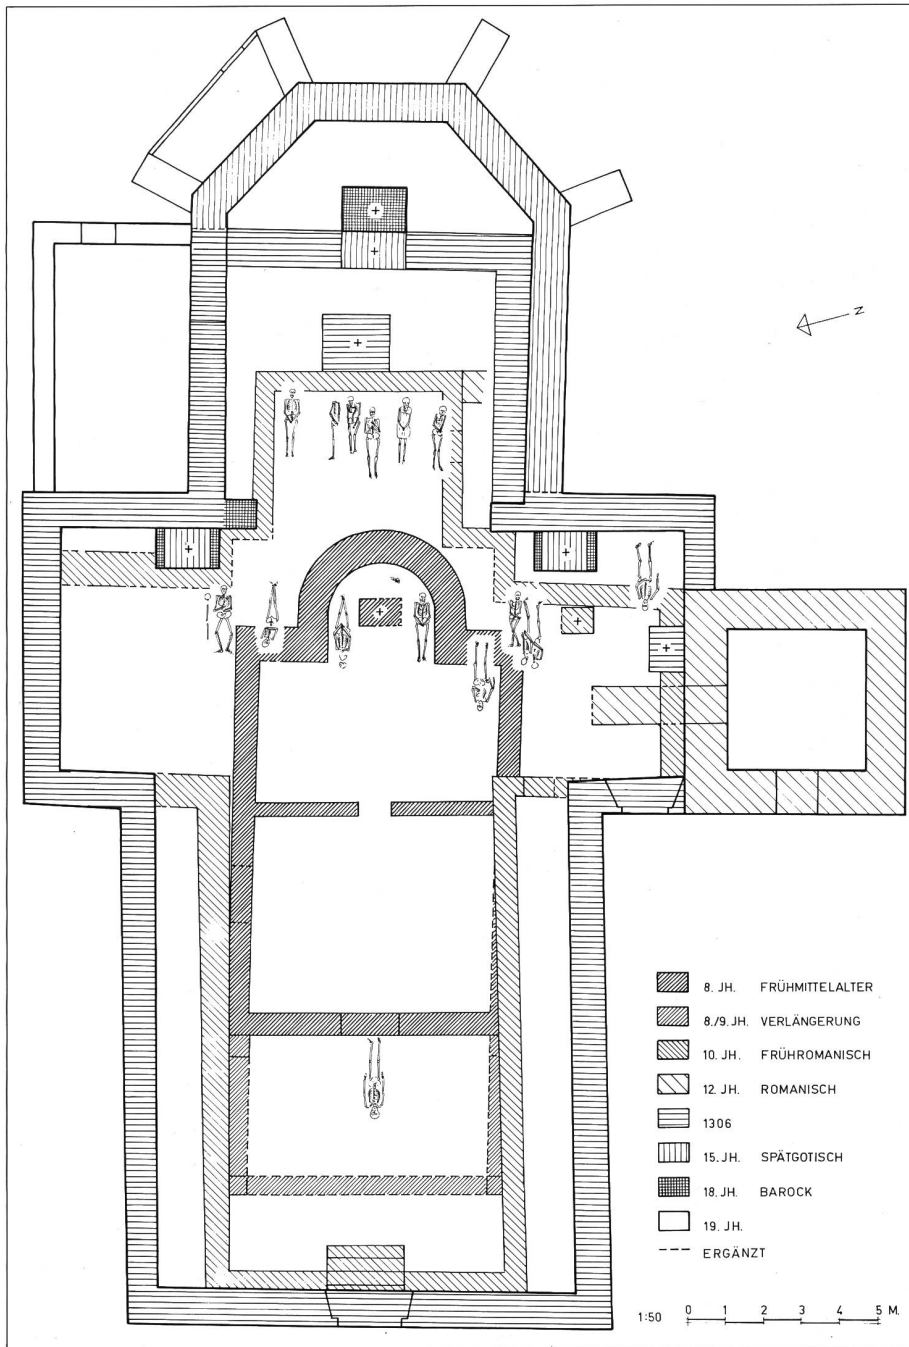 N
8. JH. FRÜHMITTELALTER
8./9. JH. VERLÄNGERUNG
10. JH. FRÜHROMANISCH
12. JH. ROMANISCH
1306
15. JH. SPÄTGOTISCH
18. JH. BAROCK
19. JH.
ERGÄNZT
1:50 0 1 2 3 4 5 M.